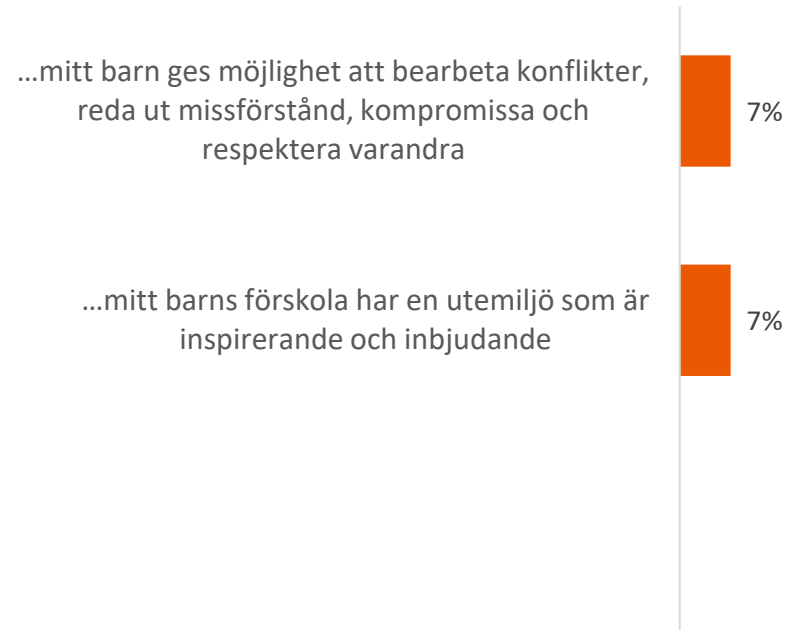 ...mitt barn ges möjlighet att bearbeta konflikter,
reda ut missförstånd, kompromissa och
respektera varandra
7%
...mitt barns förskola har en utemiljö som är
inspirerande och inbjudande
7%